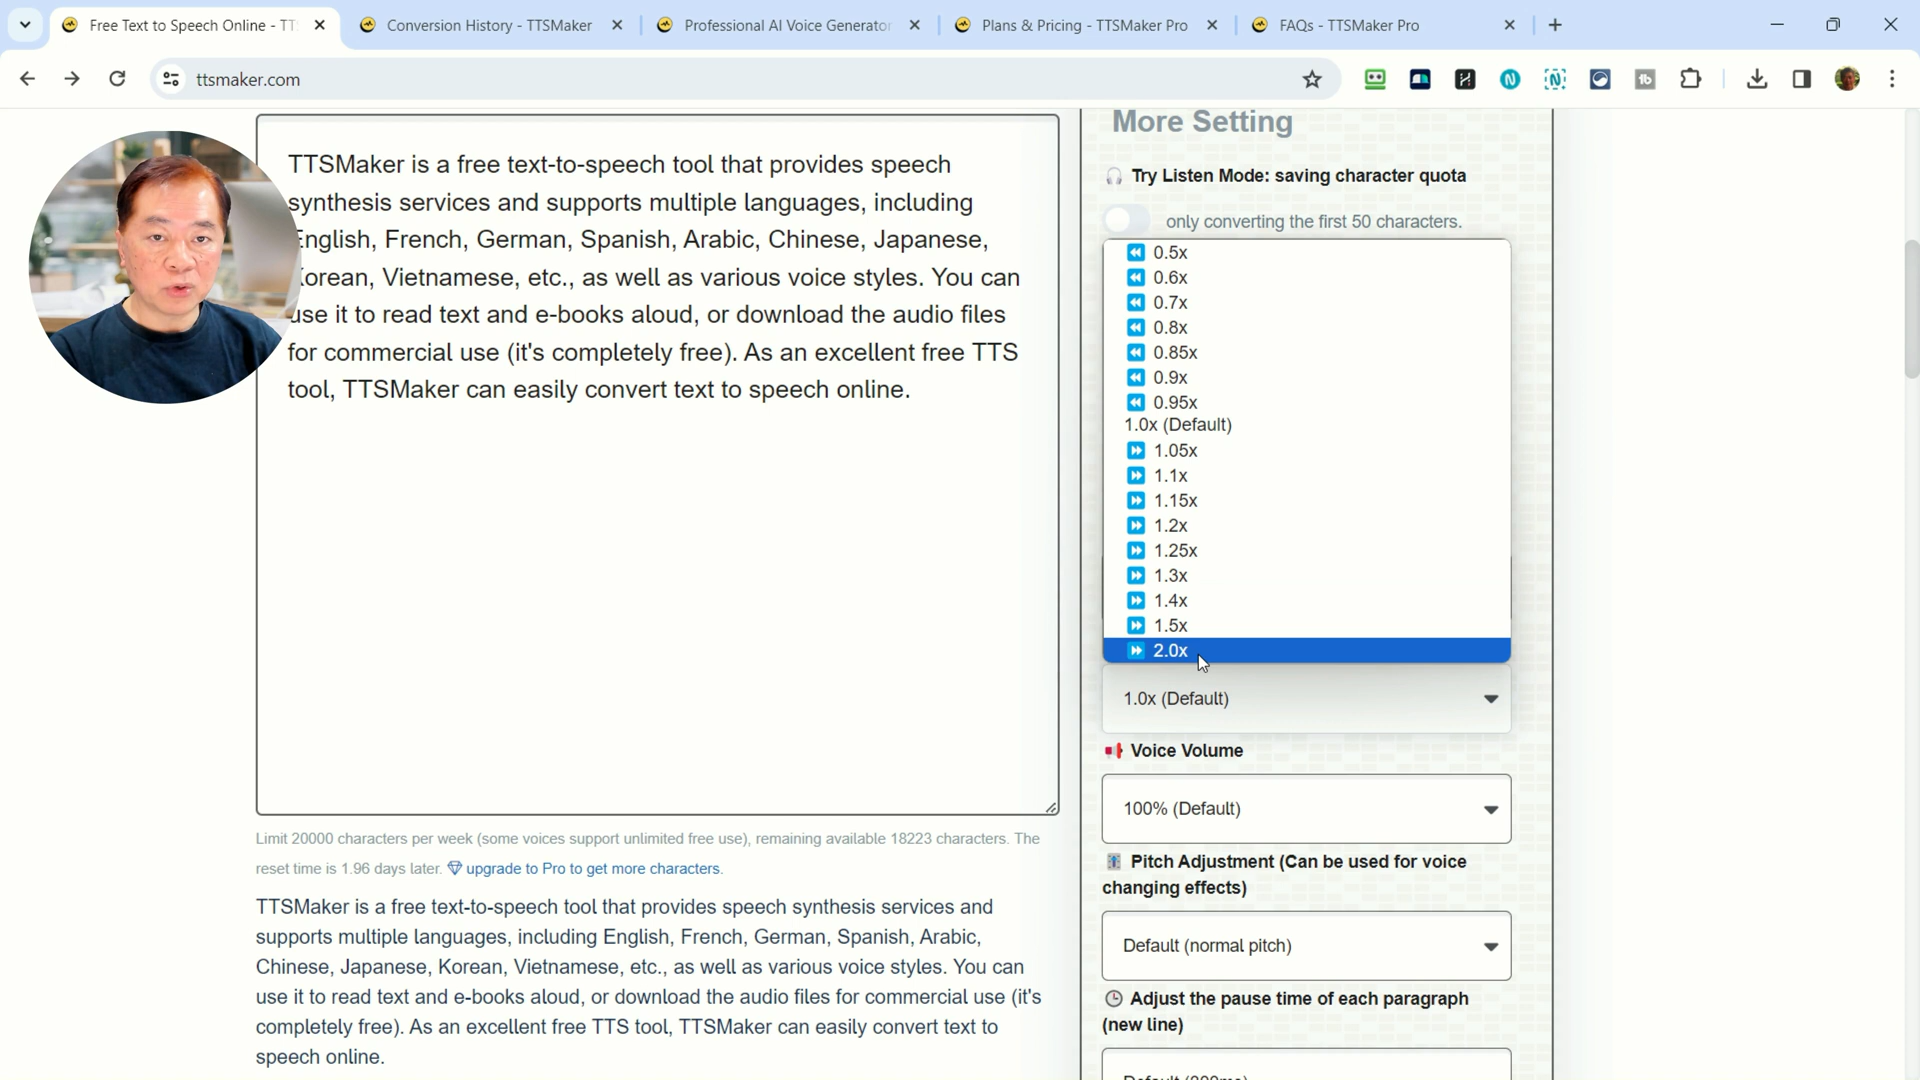 Free Text to Speech Online - TT
Conversion History - TTSMaker
Professional AI Voice Generator
Plans & Pricing - TTSMaker Pro
FAQs - TTSMaker Pro
ttsmaker.com
TTSMaker is a free text-to-speech tool that provides speech
synthesis services and supports multiple languages, including
English, French, German, Spanish, Arabic, Chinese, Japanese,
Korean, Vietnamese, etc., as well as various voice styles. You can
use it to read text and e-books aloud, or download the audio files
for commercial use (it's completely free). As an excellent free TTS
tool, TTSMaker can easily convert text to speech online.
Limit 20000 characters per week (some voices support unlimited free use), remaining available 18223 characters. The
reset time is 1.96 days later. upgrade to Pro to get more characters.
TTSMaker is a free text-to-speech tool that provides speech synthesis services and
supports multiple languages, including English, French, German, Spanish, Arabic,
Chinese, Japanese, Korean, Vietnamese, etc., as well as various voice styles. You can
use it to read text and e-books aloud, or download the audio files for commercial use (it's
completely free). As an excellent free TTS tool, TTSMaker can easily convert text to
speech online.
More Setting
Try Listen Mode: saving character quota
only converting the first 50 characters.
0.5x
0.6x
0.7x
0.8x
0.85x
0.9x
0.95x
1.0x (Default)
1.05x
1.1x
1.15x
1.2x
1.25x
1.3x
1.4x
1.5x
2.0x
1.0x (Default)
Voice Volume
100% (Default)
Pitch Adjustment (Can be used for voice
changing effects)
Default (normal pitch)
Adjust the pause time of each paragraph
(new line)